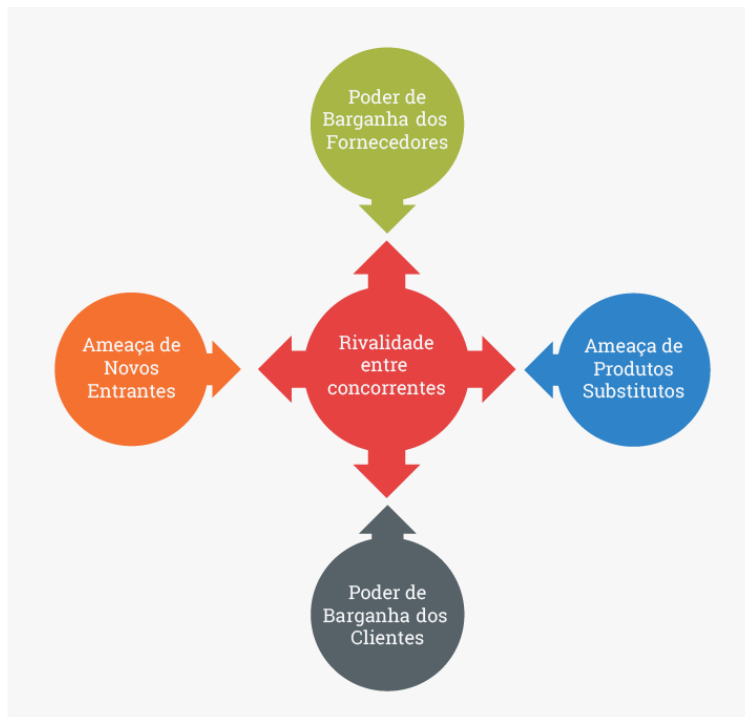 Poder de
Barganha dos
Fornecedores
Ameaça de
Novos
Entrantes
Rivalidade
entre
concorrentes
Ameaça de
Produtos
Substitutos
Poder de
Barganha dos
Clientes